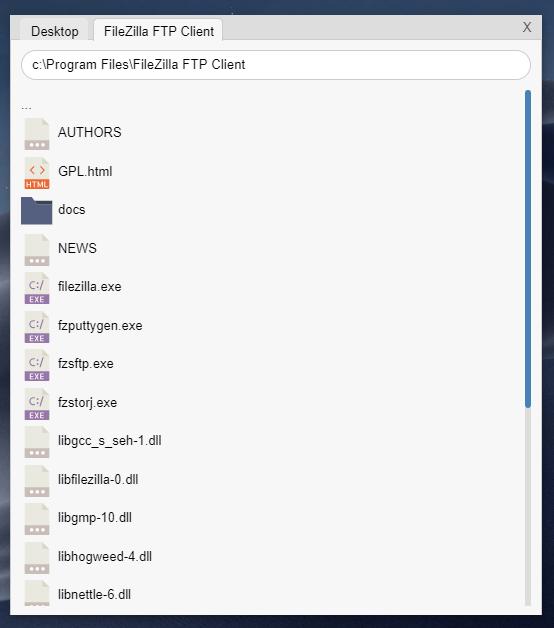 Desktop
FileZilla FTP Client
X
c:\Program Files\FileZilla FTP Client
...
AUTHORS
HTML
GPL.html
docs
NEWS
C:/
EXE
filezilla.exe
C:/
EXE
fzputtygen.exe
C:/
EXE
fzsftp.exe
C:/
EXE
fzstorj.exe
libgcc_s_seh-1.dll
libfilezilla-0.dll
libgmp-10.dll
libhogweed-4.dll
libnettle-6.dll